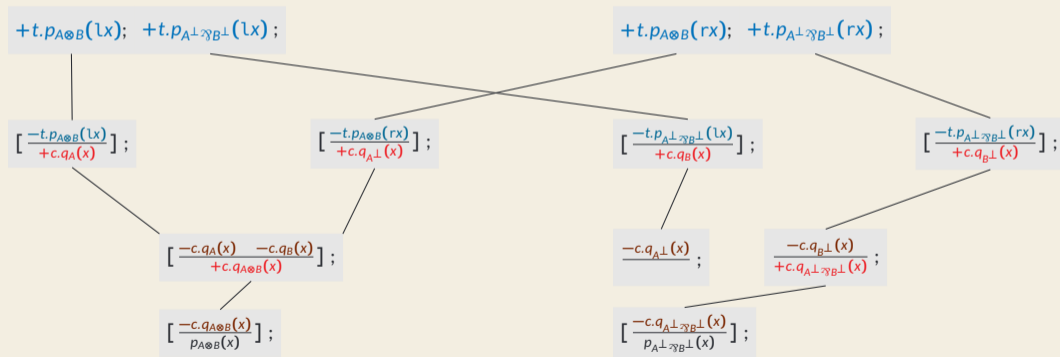 +t.p_{A⊗B}(lx); +t.p_{A⊥⅋B⊥}(lx);
+t.p_{A⊗B}(rx); +t.p_{A⊥⅋B⊥}(rx);
[ −t.p_{A⊗B}(lx)
+c.q_A(x) ];
[ −t.p_{A⊗B}(rx)
+c.q_{A⊥}(x) ];
[ −t.p_{A⊥⅋B⊥}(lx)
+c.q_B(x) ];
[ −t.p_{A⊥⅋B⊥}(rx)
+c.q_{B⊥}(x) ];
[ −c.q_A(x) −c.q_B(x)
+c.q_{A⊗B}(x) ];
−c.q_{A⊥}(x) ;
−c.q_{B⊥}(x)
+c.q_{A⊥⅋B⊥}(x) ;
[ −c.q_{A⊗B}(x)
p_{A⊗B}(x) ];
[ −c.q_{A⊥⅋B⊥}(x)
p_{A⊥⅋B⊥}(x) ];